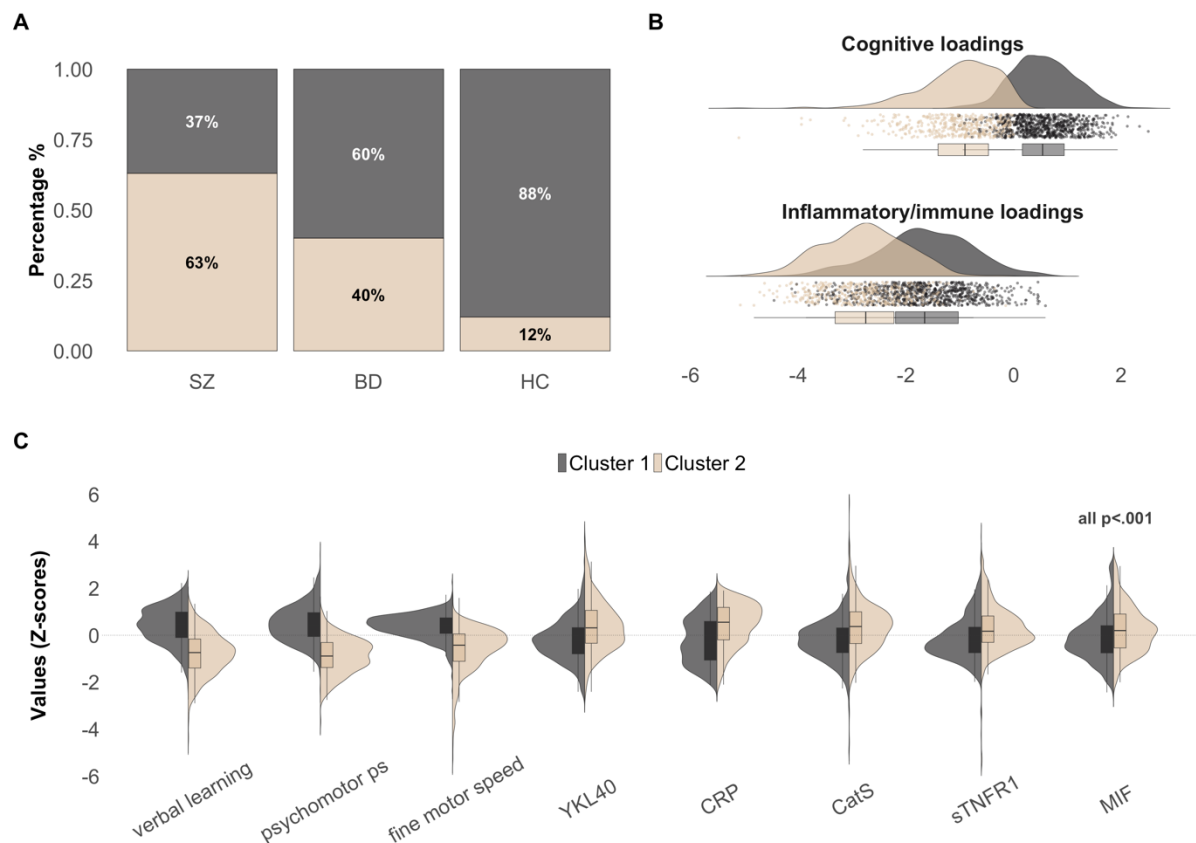 A
Percentage %
1.00
0.75
0.50
0.25
0.00
37%
63%
60%
40%
88%
12%
SZ
BD
HC
B
Cognitive loadings
Inflammatory/immune loadings
-6
-4
-2
0
2
C
Cluster 1
Cluster 2
Values (Z-scores)
6
4
2
0
-2
-4
-6
all p<.001
verbal learning
psychomotor ps
fine motor speed
YKL40
CRP
CatS
sTNFR1
MIF